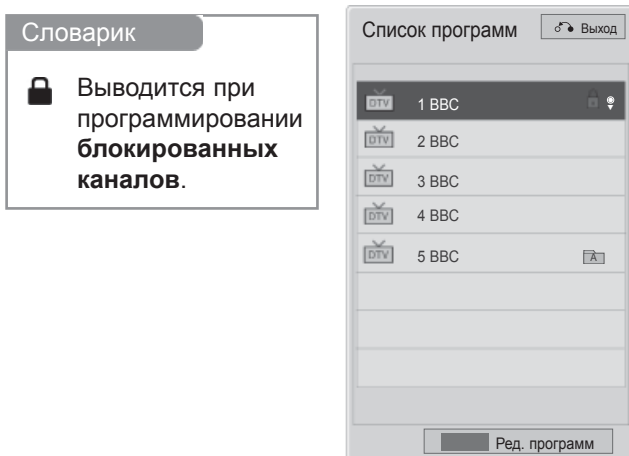 Словарик
Выводится при
программировании
блокированных
каналов.
Список программ
Выход
DTV 1 BBC
DTV 2 BBC
DTV 3 BBC
DTV 4 BBC
DTV 5 BBC A
Ред. программ